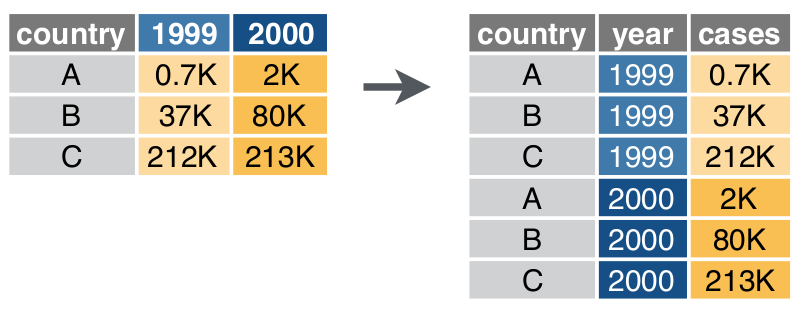 country 1999 2000
A 0.7K 2K
B 37K 80K
C 212K 213K
country year cases
A 1999 0.7K
B 1999 37K
C 1999 212K
A 2000 2K
B 2000 80K
C 2000 213K